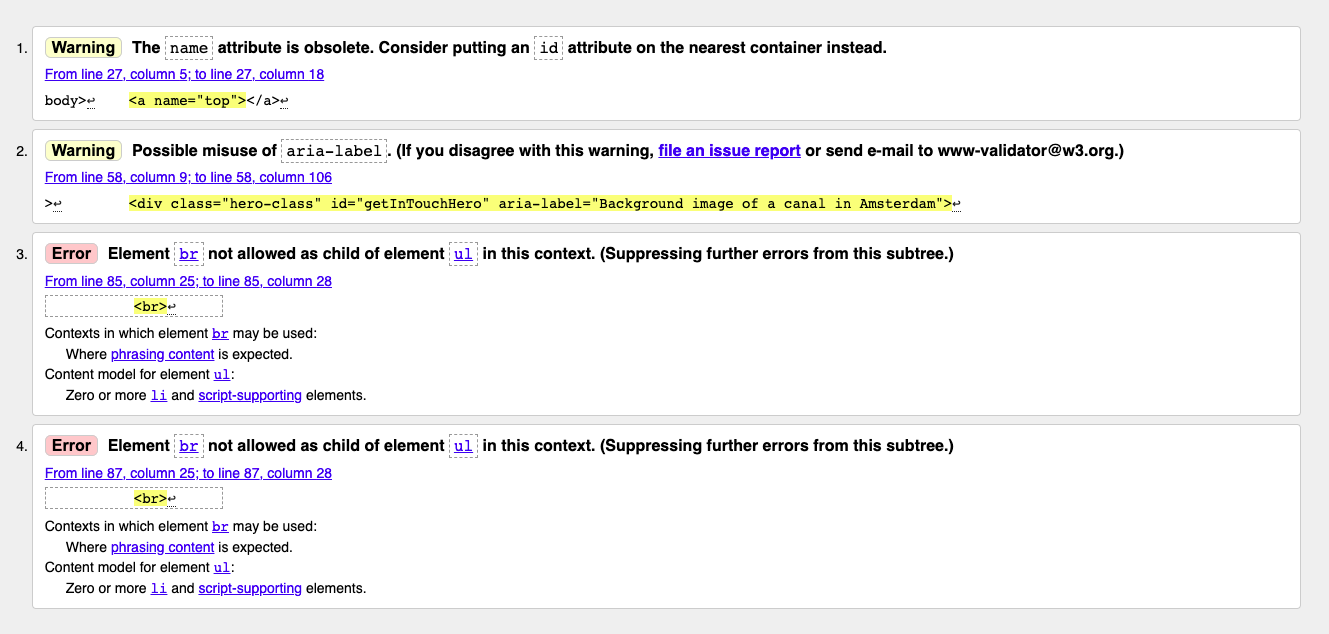 1. Warning The name attribute is obsolete. Consider putting an id attribute on the nearest container instead.
From line 27, column 5; to line 27, column 18
body>↩ <a name="top"></a>↩
2. Warning Possible misuse of aria-label. (If you disagree with this warning, file an issue report or send e-mail to www-validator@w3.org.)
From line 58, column 9; to line 58, column 106
>↩ <div class="hero-class" id="getInTouchHero" aria-label="Background image of a canal in Amsterdam">↩
3. Error Element br not allowed as child of element ul in this context. (Suppressing further errors from this subtree.)
From line 85, column 25; to line 85, column 28
<br>↩
Contexts in which element br may be used:
Where phrasing content is expected.
Content model for element ul:
Zero or more li and script-supporting elements.
4. Error Element br not allowed as child of element ul in this context. (Suppressing further errors from this subtree.)
From line 87, column 25; to line 87, column 28
<br>↩
Contexts in which element br may be used:
Where phrasing content is expected.
Content model for element ul:
Zero or more li and script-supporting elements.